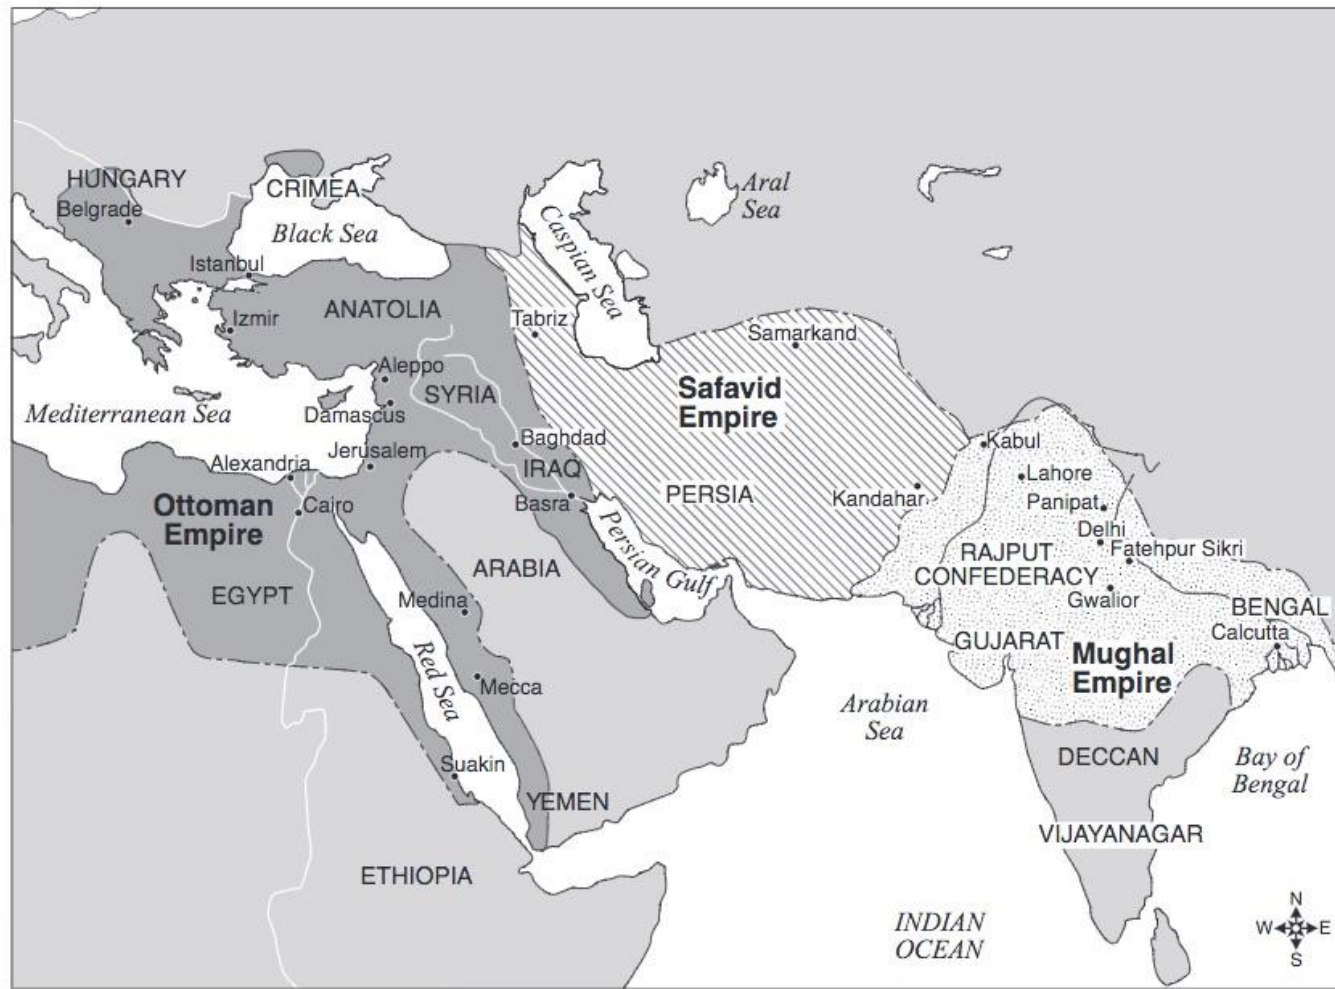 HUNGARY
Belgrade
CRIMEA
Black Sea
Istanbul
Izmir
ANATOLIA
Caspian Sea
Aral
Sea
Tabriz
Samarkand
Safavid
Empire
Aleppo
SYRIA
Mediterranean Sea
Damascus
Jerusalem
Baghdad
IRAQ
Basra
Alexandria
Cairo
Ottoman
Empire
EGYPT
PERSIA
Kandahar
Persian Gulf
ARABIA
Medina
Mecca
Red Sea
Suakin
YEMEN
ETHIOPIA
Kabul
Lahore
Panipat
Delhi
Fatehpur Sikri
RAJPUT
CONFEDERACY
Gwalior
BENGAL
Calcutta
GUJARAT
Mughal
Empire
Arabian
Sea
DECCAN
Bay of
Bengal
VIJAYANAGAR
INDIAN
OCEAN
N
W E
S